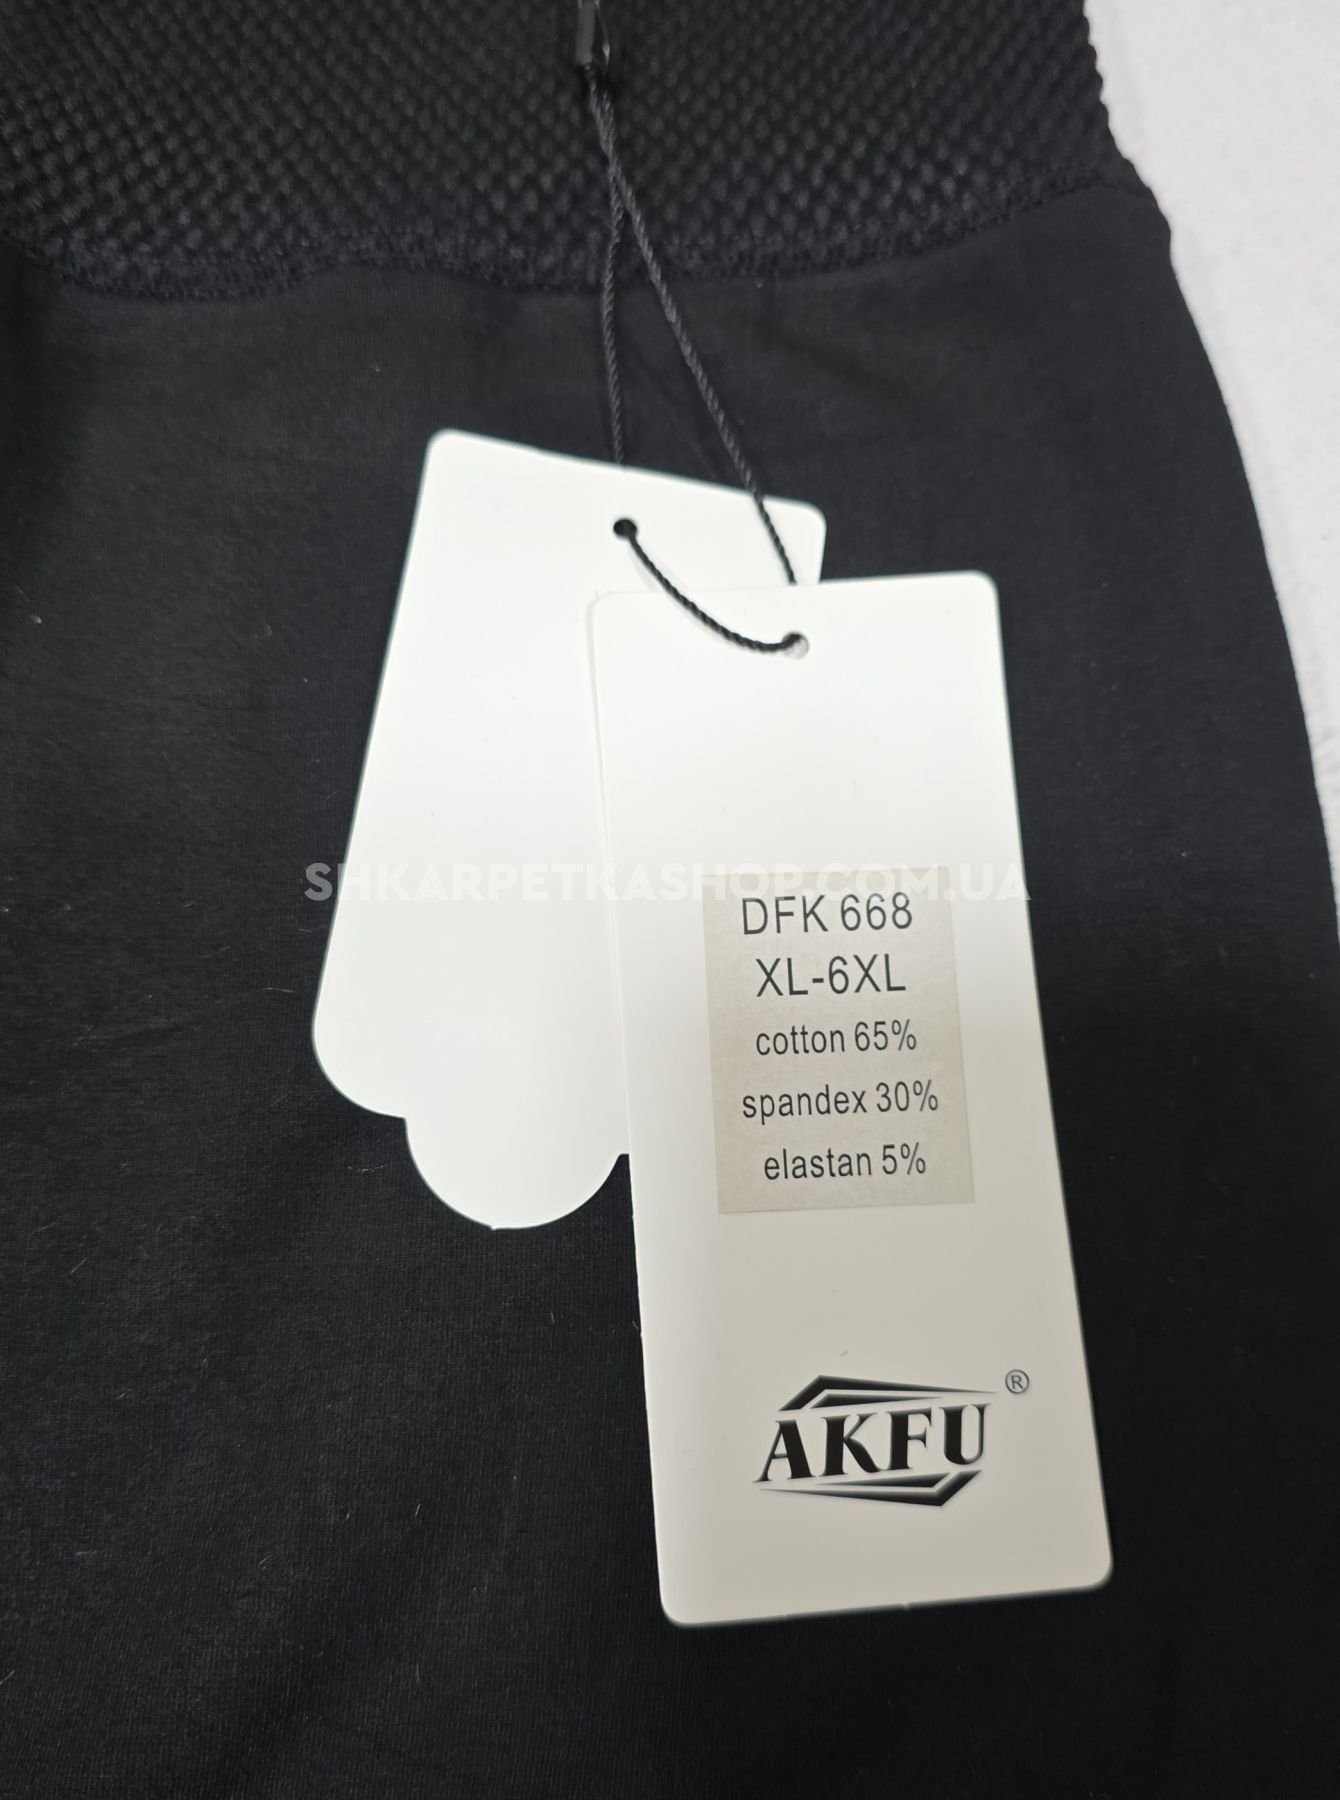 SHKARPETKASHOP.COM.UA
DFK 668
XL-6XL
cotton 65%
spandex 30%
elastan 5%
AKFU®